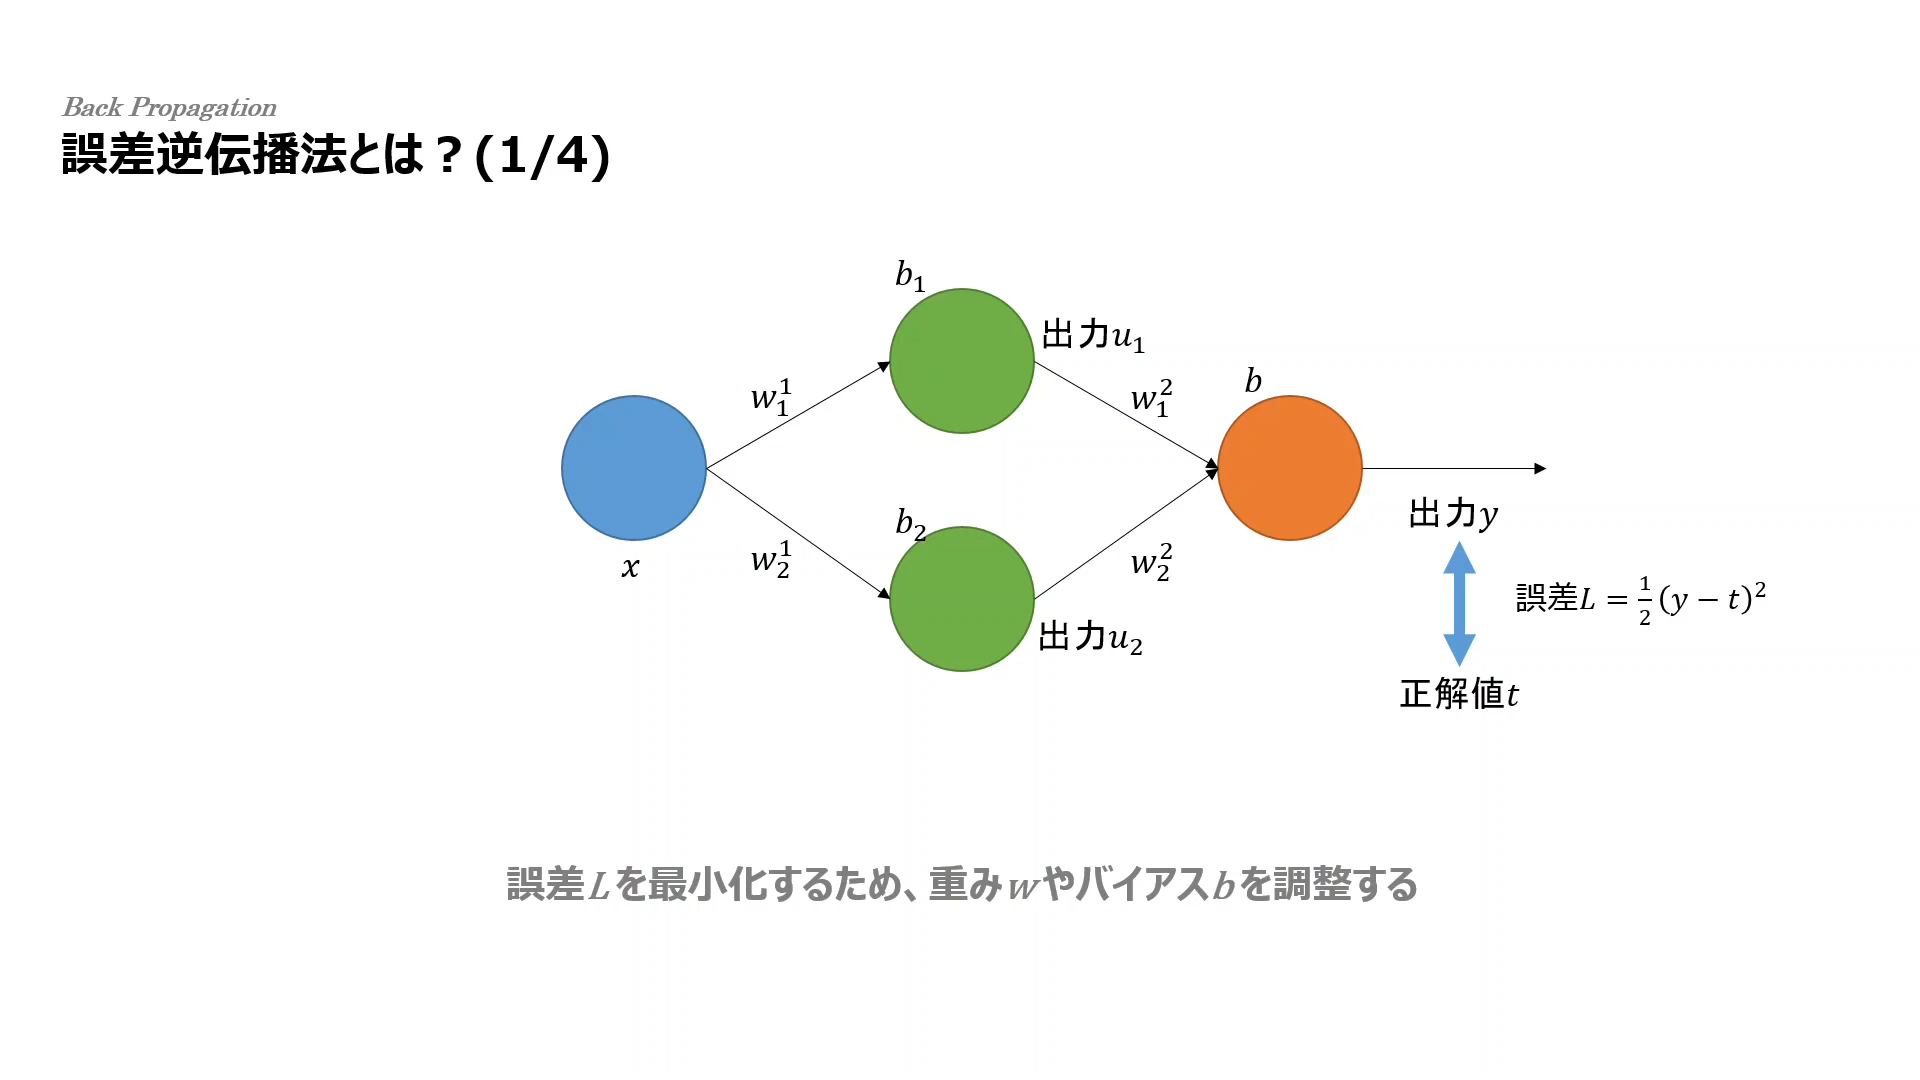 Back Propagation
誤差逆伝播法とは？(1/4)
b₁
出力u₁
w₁¹
w₁²
b
x
b₂
w₂¹
w₂²
出力u₂
出力y
誤差L = 1/2 (y − t)²
正解値t
誤差Lを最小化するため、重みwやバイアスbを調整する